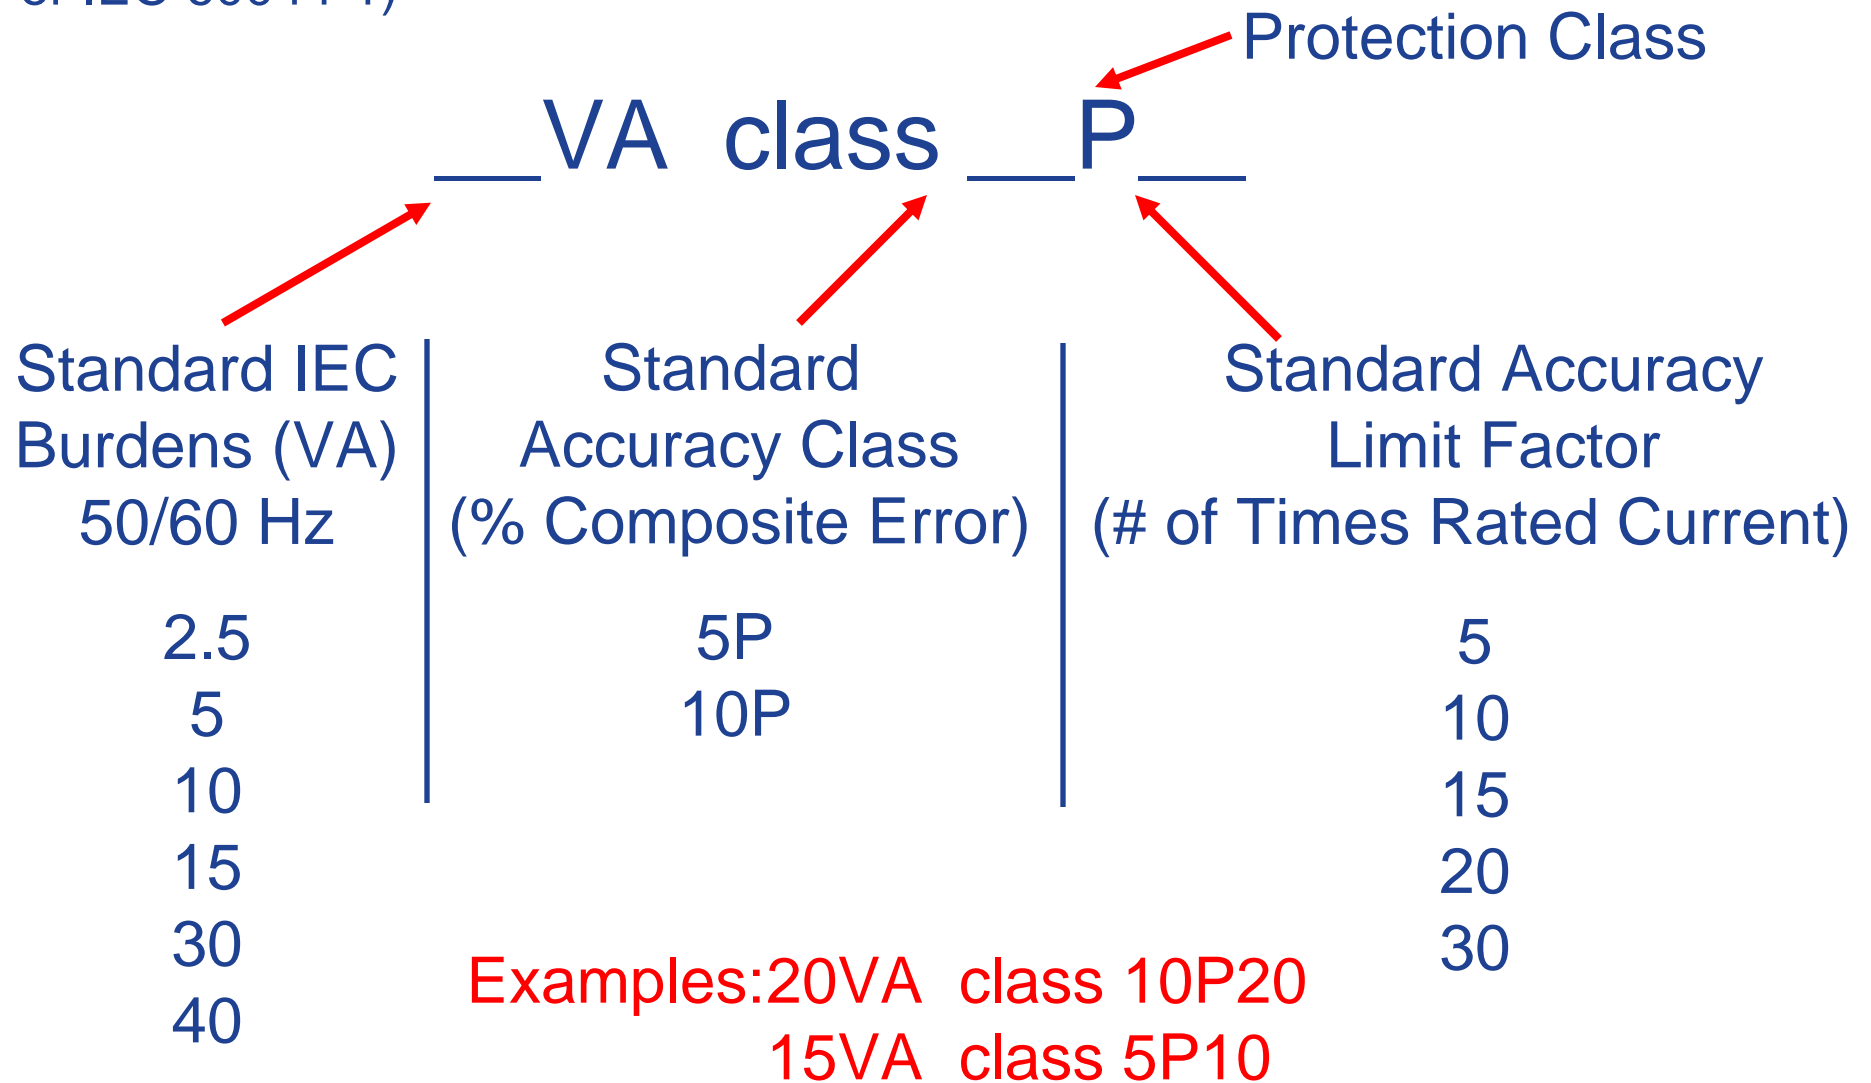 Protection Class
__VA class __P__
Standard IEC
Burdens (VA)
50/60 Hz
2.5
5
10
15
30
40
Standard
Accuracy Class
(% Composite Error)
5P
10P
Standard Accuracy
Limit Factor
(# of Times Rated Current)
5
10
15
20
30
Examples:20VA class 10P20
15VA class 5P10